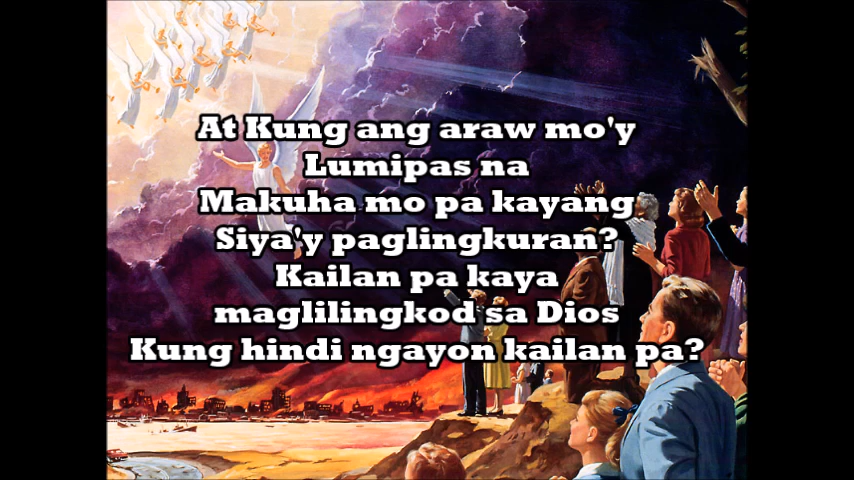 At Kung ang araw mo'y
Lumipas na
Makuha mo pa kayang
Siya'y paglingkuran?
Kailan pa kaya
maglilingkod sa Dios
Kung hindi ngayon kailan pa?